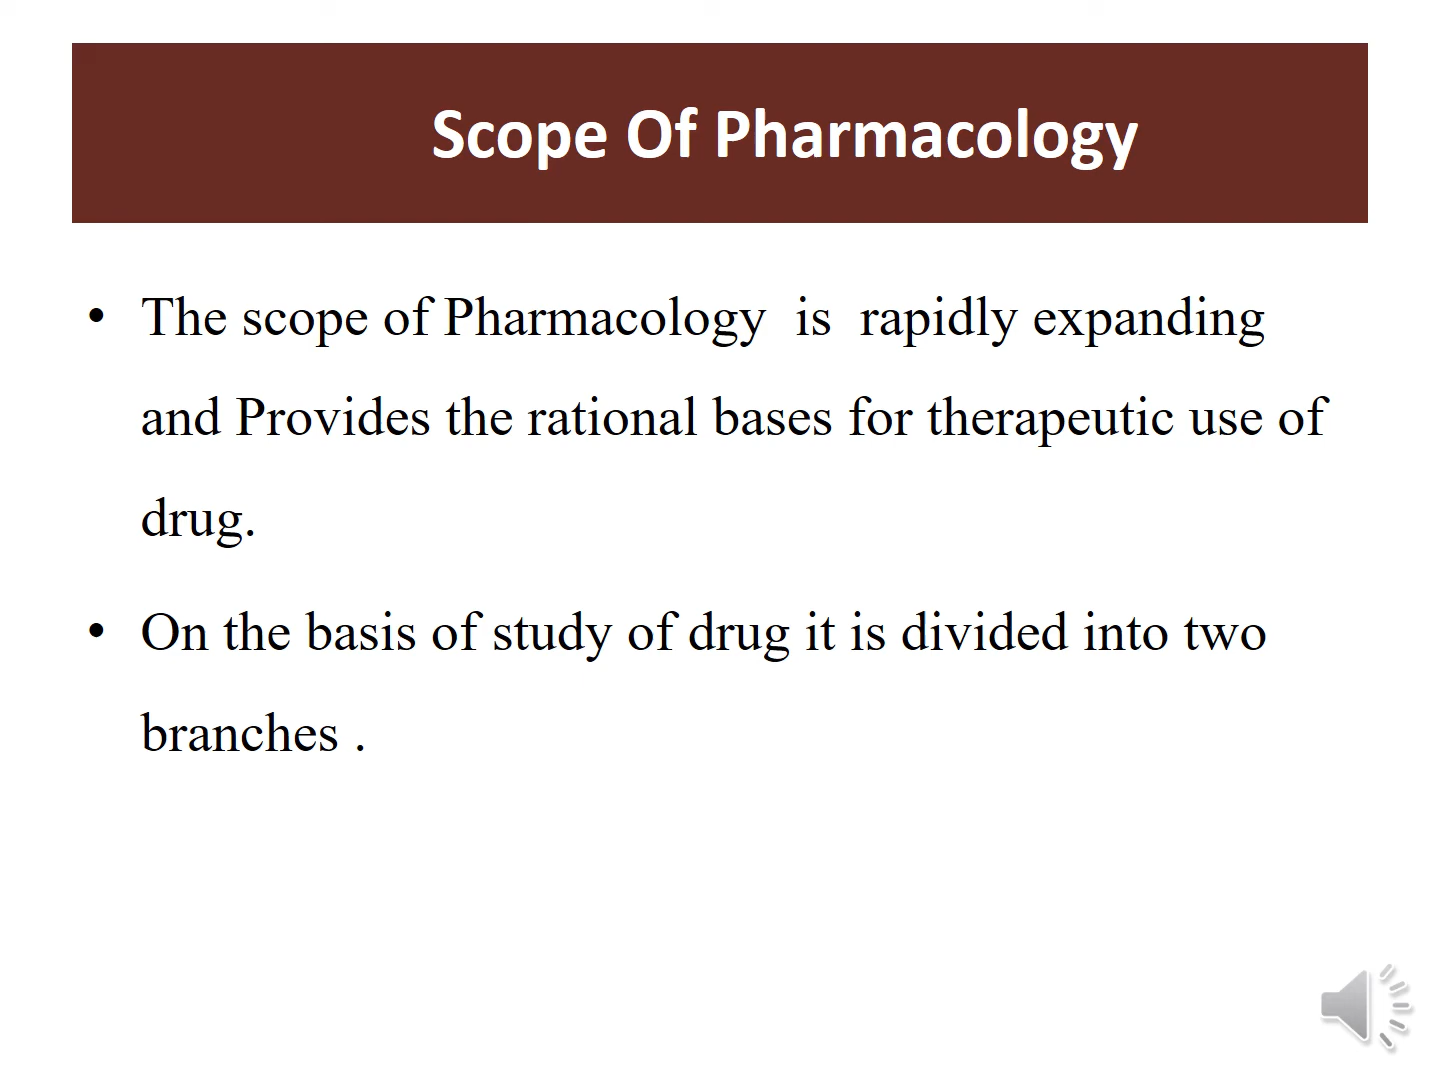 Scope Of Pharmacology
• The scope of Pharmacology  is  rapidly expanding
and Provides the rational bases for therapeutic use of
drug.
• On the basis of study of drug it is divided into two
branches .